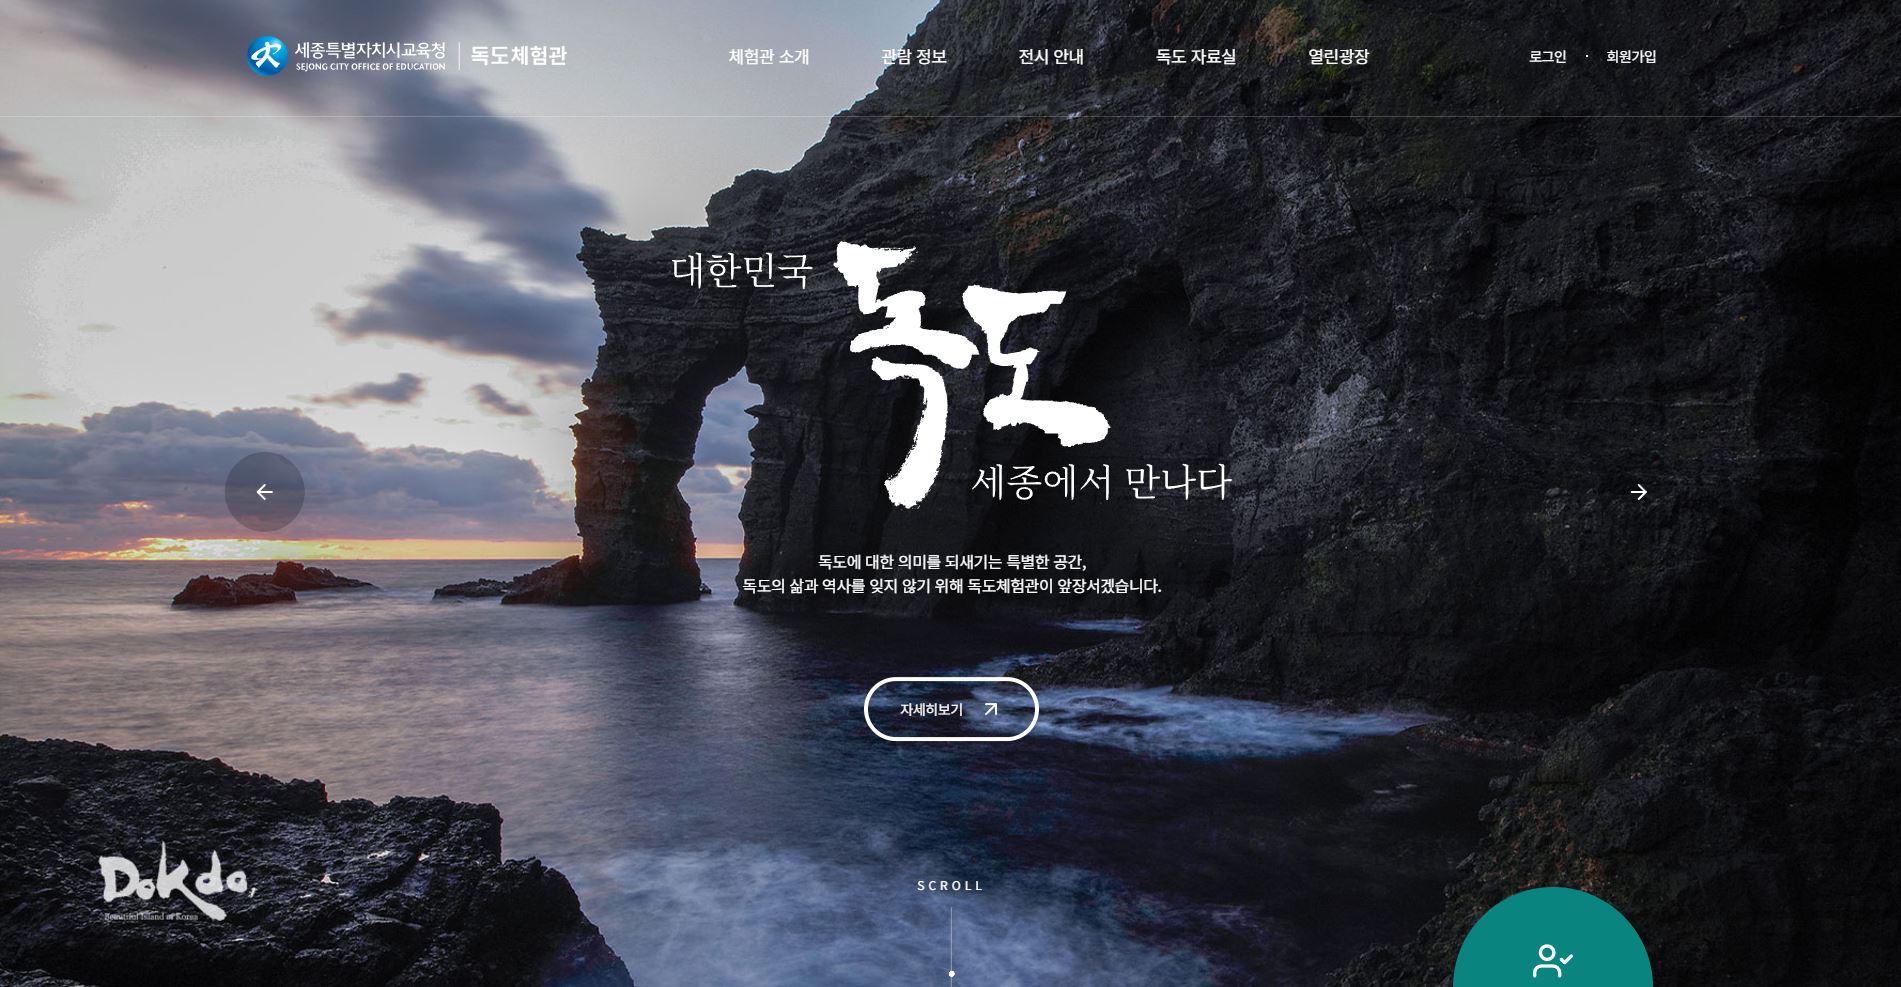 세종특별자치시교육청
SEJONG CITY OFFICE OF EDUCATION
독도체험관
체험관 소개
관람 정보
전시 안내
독도 자료실
열린광장
로그인 · 회원가입
대한민국
독도
세종에서 만나다
독도에 대한 의미를 되새기는 특별한 공간,
독도의 삶과 역사를 잊지 않기 위해 독도체험관이 앞장서겠습니다.
자세히보기
Dokdo,
Beautiful Island of Korea
SCROLL